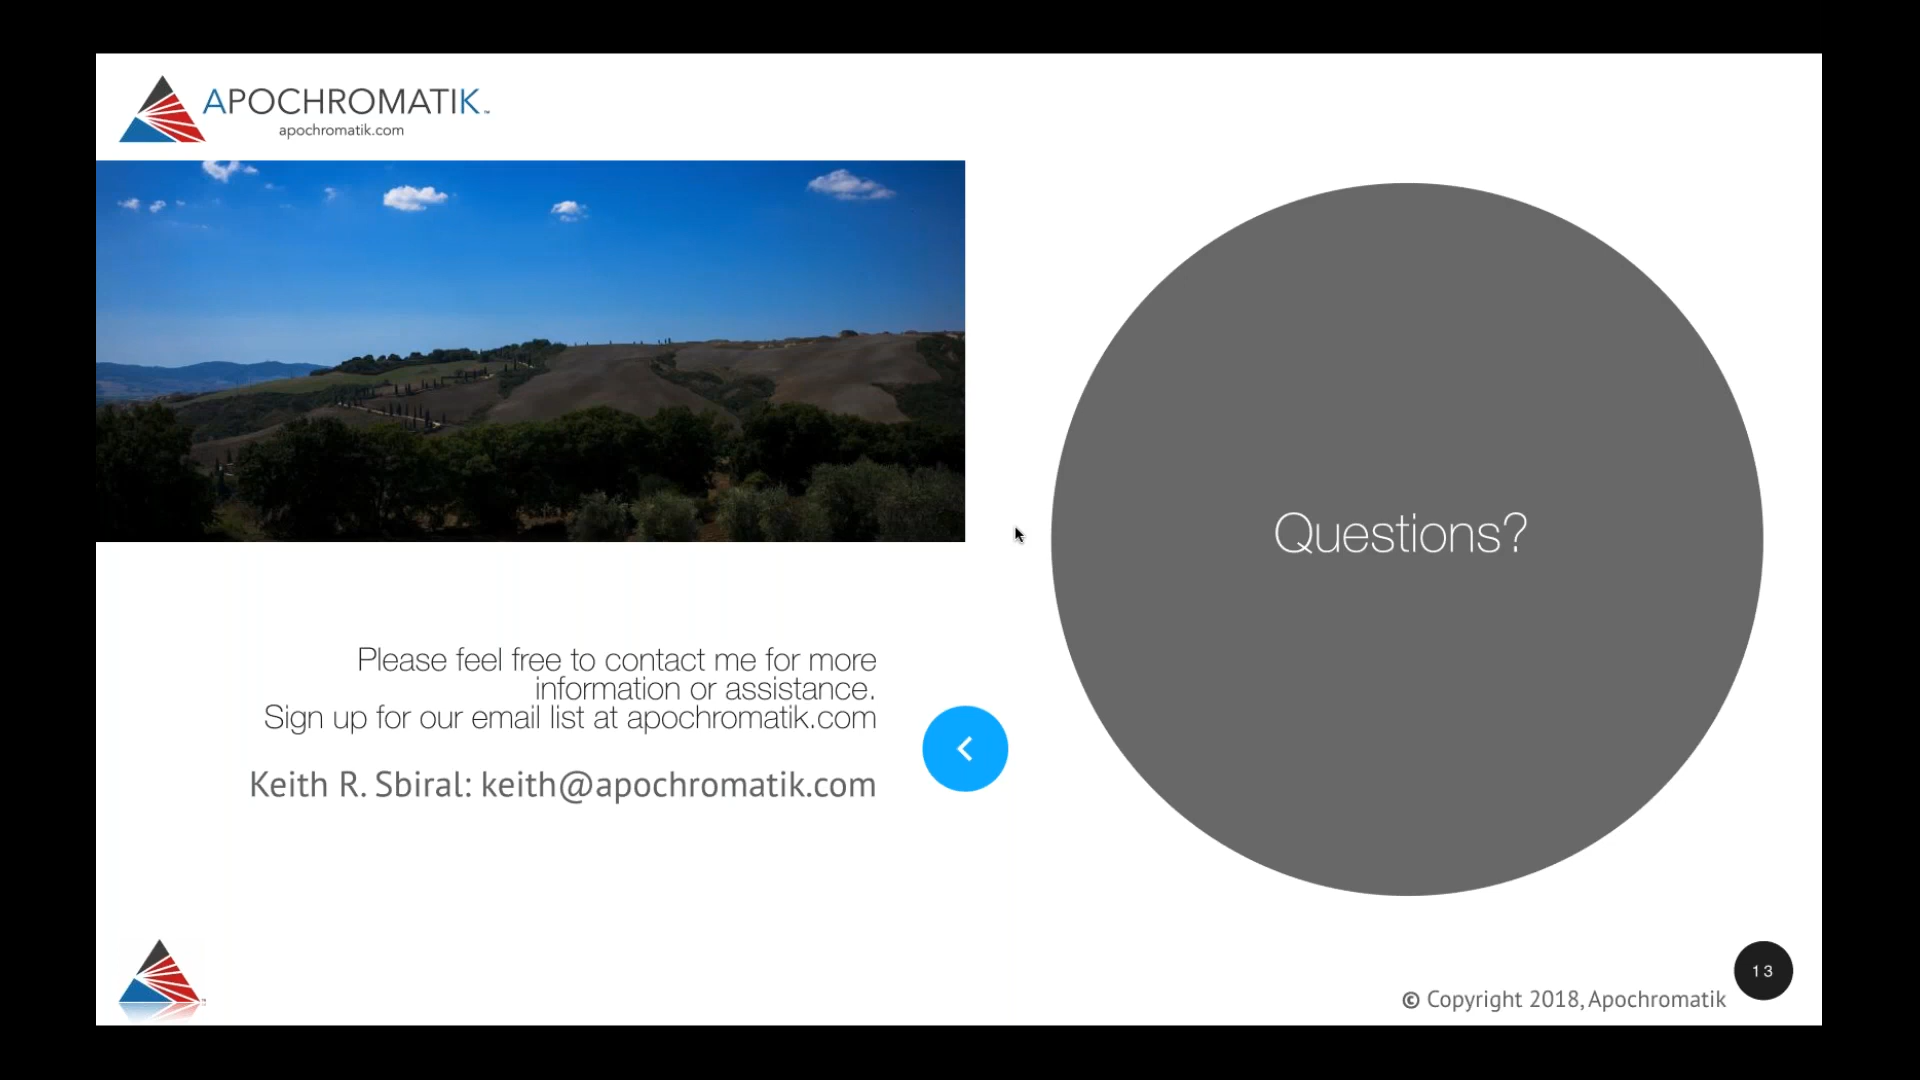 APOCHROMATIK™
apochromatik.com
Questions?
Please feel free to contact me for more
information or assistance.
Sign up for our email list at apochromatik.com
Keith R. Sbiral: keith@apochromatik.com
13
© Copyright 2018, Apochromatik